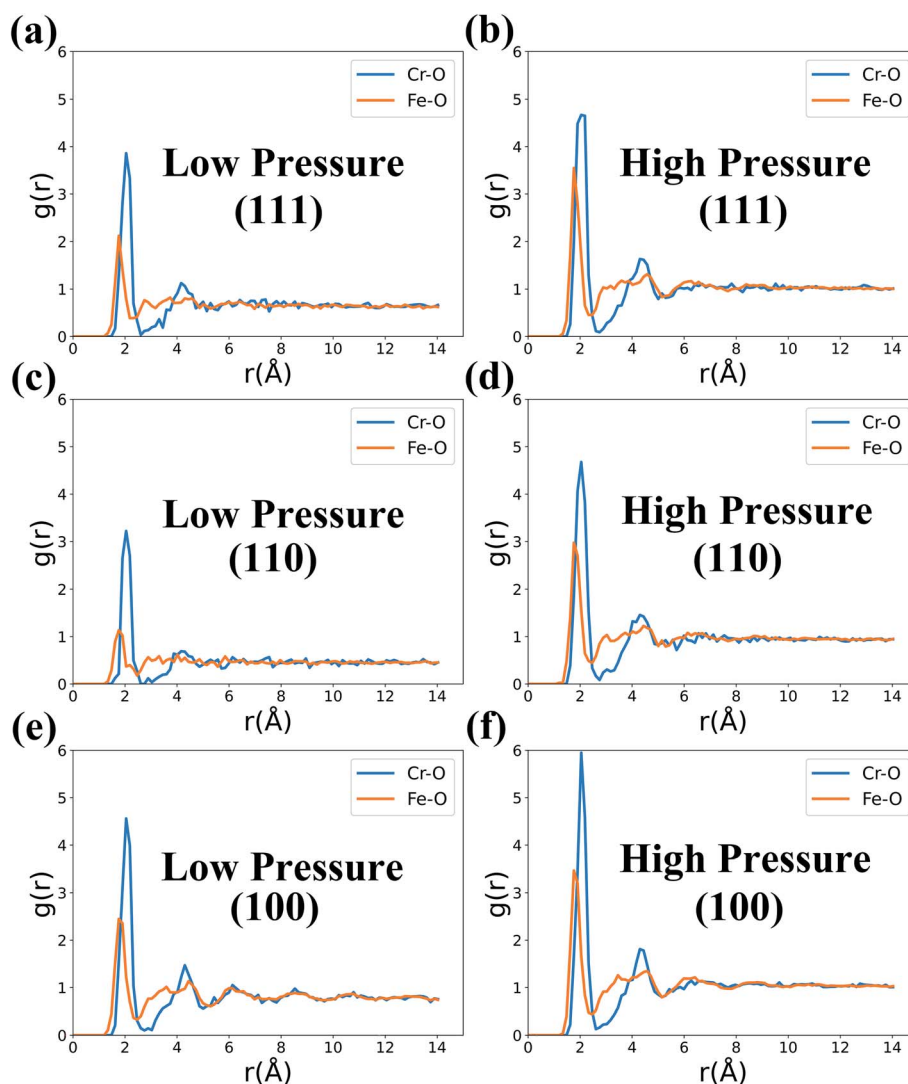 (a)
6
5
4
3
2
1
0
g(r)
Cr-O
Fe-O
Low Pressure
(111)
0 2 4 6 8 10 12 14
r(Å)
(b)
6
5
4
3
2
1
0
g(r)
Cr-O
Fe-O
High Pressure
(111)
0 2 4 6 8 10 12 14
r(Å)
(c)
6
5
4
3
2
1
0
g(r)
Cr-O
Fe-O
Low Pressure
(110)
0 2 4 6 8 10 12 14
r(Å)
(d)
6
5
4
3
2
1
0
g(r)
Cr-O
Fe-O
High Pressure
(110)
0 2 4 6 8 10 12 14
r(Å)
(e)
6
5
4
3
2
1
0
g(r)
Cr-O
Fe-O
Low Pressure
(100)
0 2 4 6 8 10 12 14
r(Å)
(f)
6
5
4
3
2
1
0
g(r)
Cr-O
Fe-O
High Pressure
(100)
0 2 4 6 8 10 12 14
r(Å)